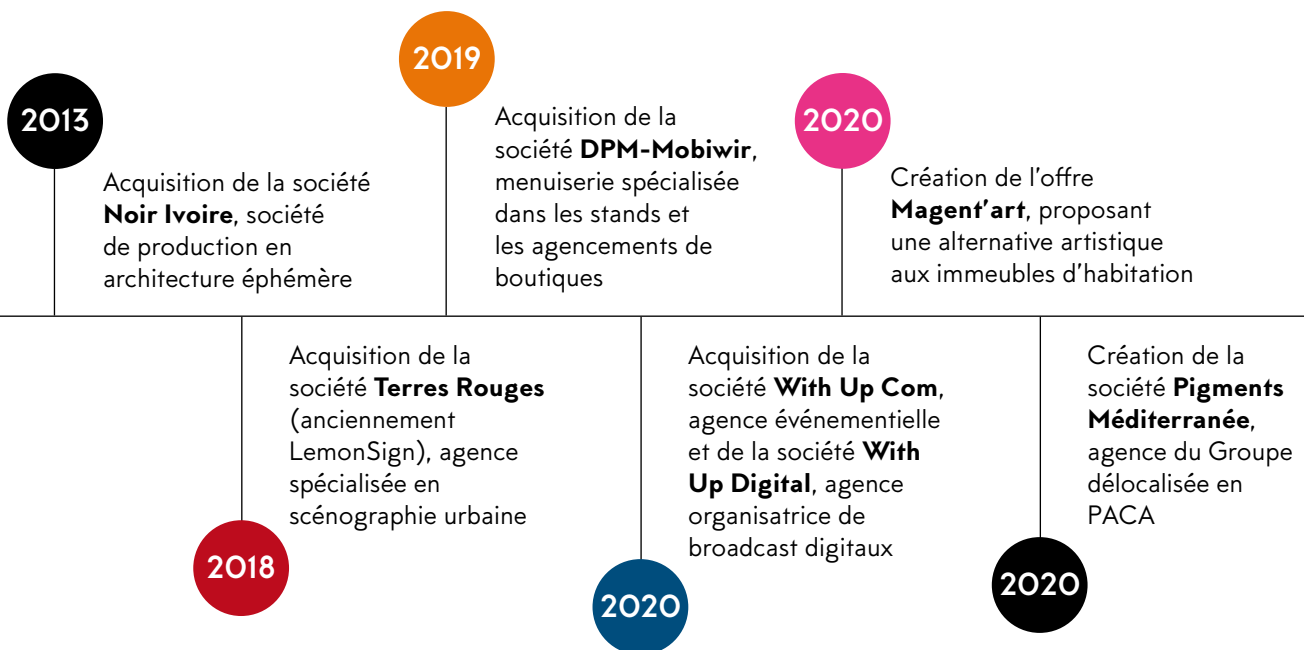 2013
Acquisition de la société
Noir Ivoire, société
de production en
architecture éphémère
2018
Acquisition de la
société Terres Rouges
(anciennement
LemonSign), agence
spécialisée en
scénographie urbaine
2019
Acquisition de la
société DPM-Mobiwir,
menuiserie spécialisée
dans les stands et
les agencements de
boutiques
2020
Acquisition de la
société With Up Com,
agence événementielle
et de la société With
Up Digital, agence
organisatrice de
broadcast digitaux
2020
Création de l’offre
Magent’art, proposant
une alternative artistique
aux immeubles d’habitation
2020
Création de la
société Pigments
Méditerranée,
agence du Groupe
délocalisée en
PACA